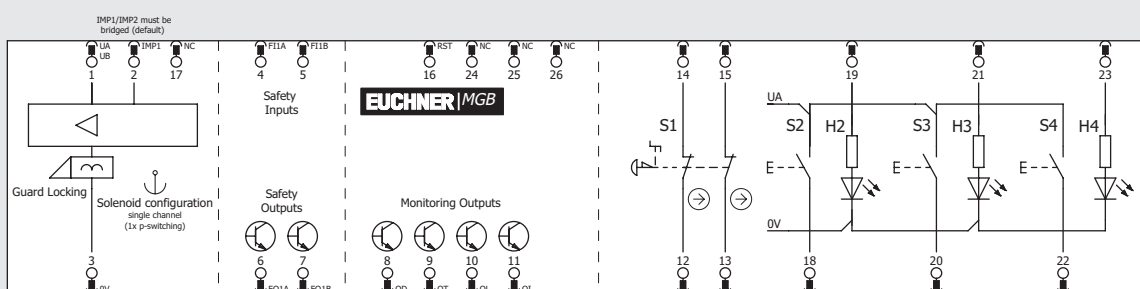 IMP1/IMP2 must be
bridged (default)
UA IMP1 NC FI1A FI1B RST NC NC NC
UB
1 2 17 4 5 16 24 25 26 14 15 19 21 23
Safety
Inputs
EUCHNER MGB
UA
S1 S2 H2 S3 H3 S4 H4
Guard Locking
Solenoid configuration
single channel
(1x p-switching)
Safety
Outputs
Monitoring Outputs
0V
3 6 7 8 9 10 11 12 13 18 20 22
0V FO1A FO1B OD OT OL OI